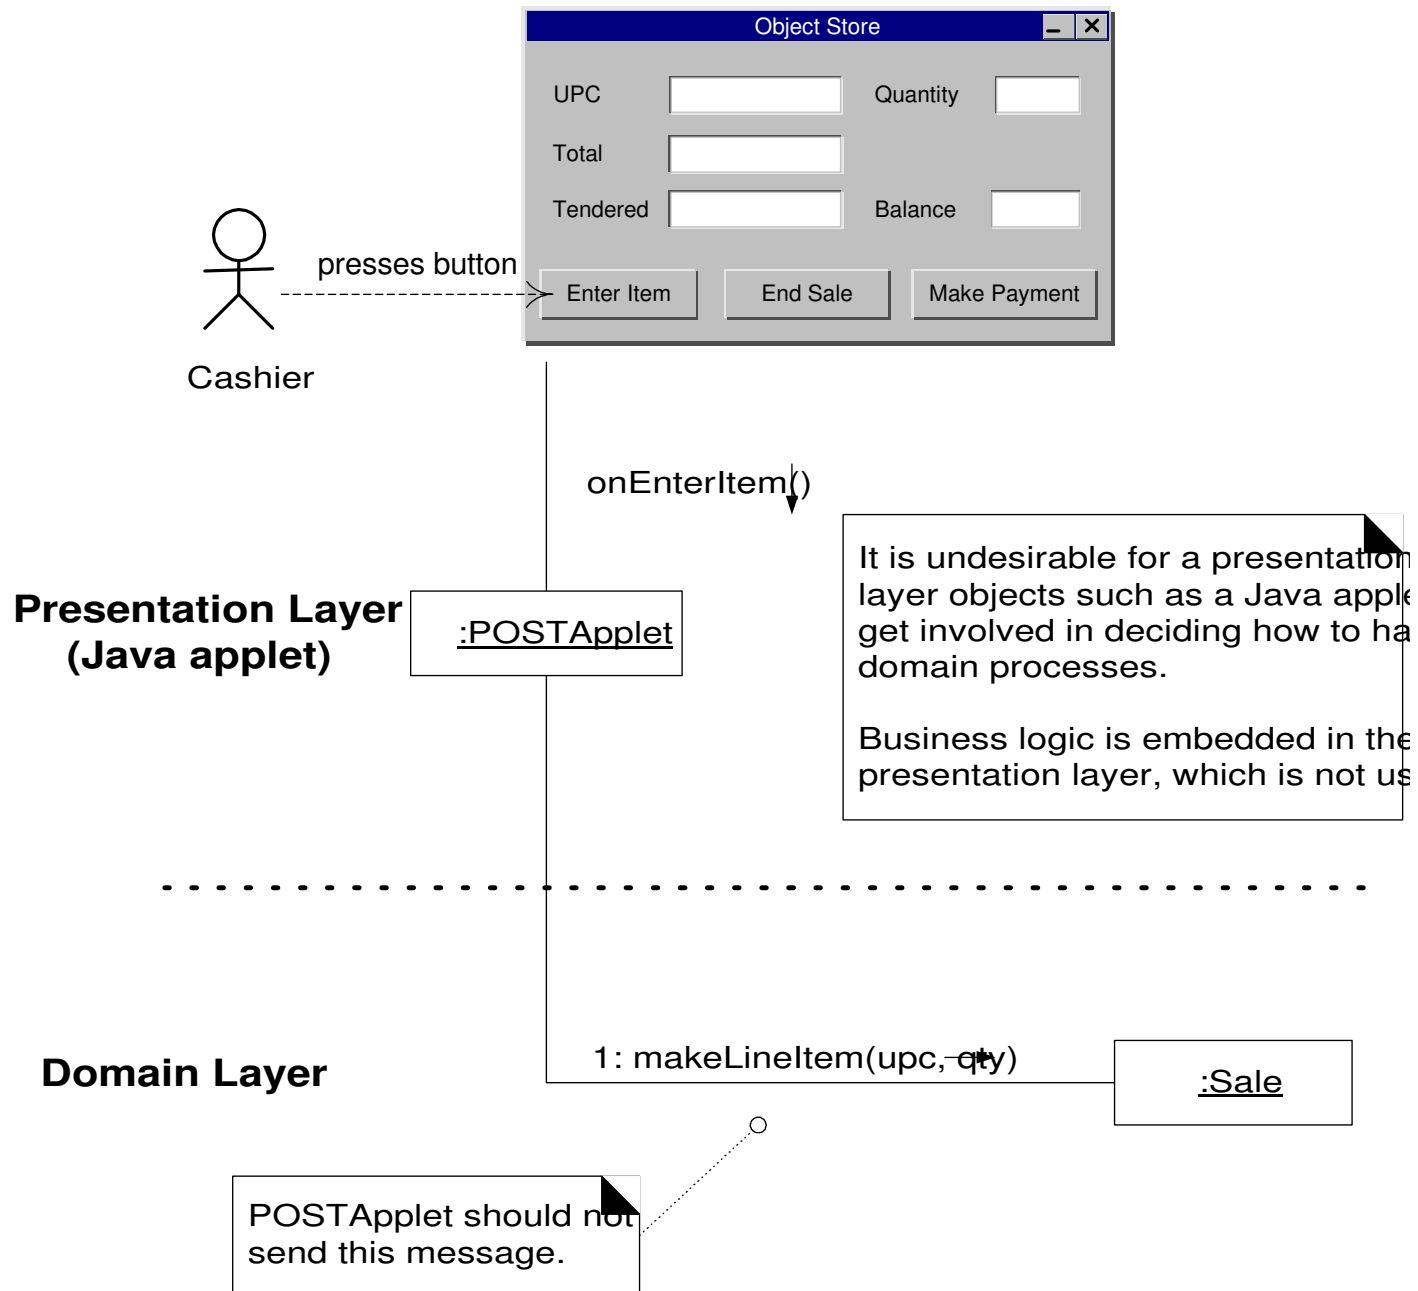 Object Store
UPC
Quantity
Total
Tendered
Balance
presses button
Enter Item
End Sale
Make Payment
Cashier
onEnterItem()
It is undesirable for a presentation
layer objects such as a Java apple
get involved in deciding how to ha
domain processes.
Business logic is embedded in the
presentation layer, which is not us
Presentation Layer
(Java applet)
:POSTApplet
1: makeLineItem(upc, qty)
Domain Layer
:Sale
POSTApplet should not
send this message.